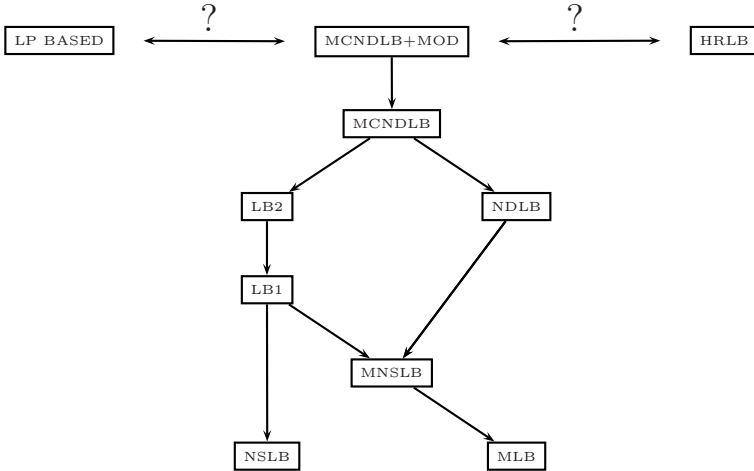 ? ?
LP BASED MCNDLB+MOD HRLB
MCNDLB
LB2 NDLB
LB1
MNSLB
NSLB MLB